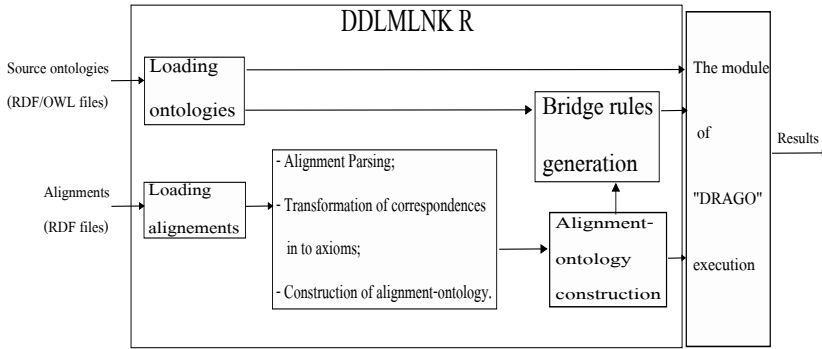 DDLMLNK R
Source ontologies
(RDF/OWL files)
Loading
ontologies
Bridge rules
generation
Alignments
(RDF files)
Loading
alignements
- Alignment Parsing;
- Transformation of correspondences
in to axioms;
- Construction of alignment-ontology.
Alignment-
ontology
construction
The module
of
"DRAGO"
execution
Results